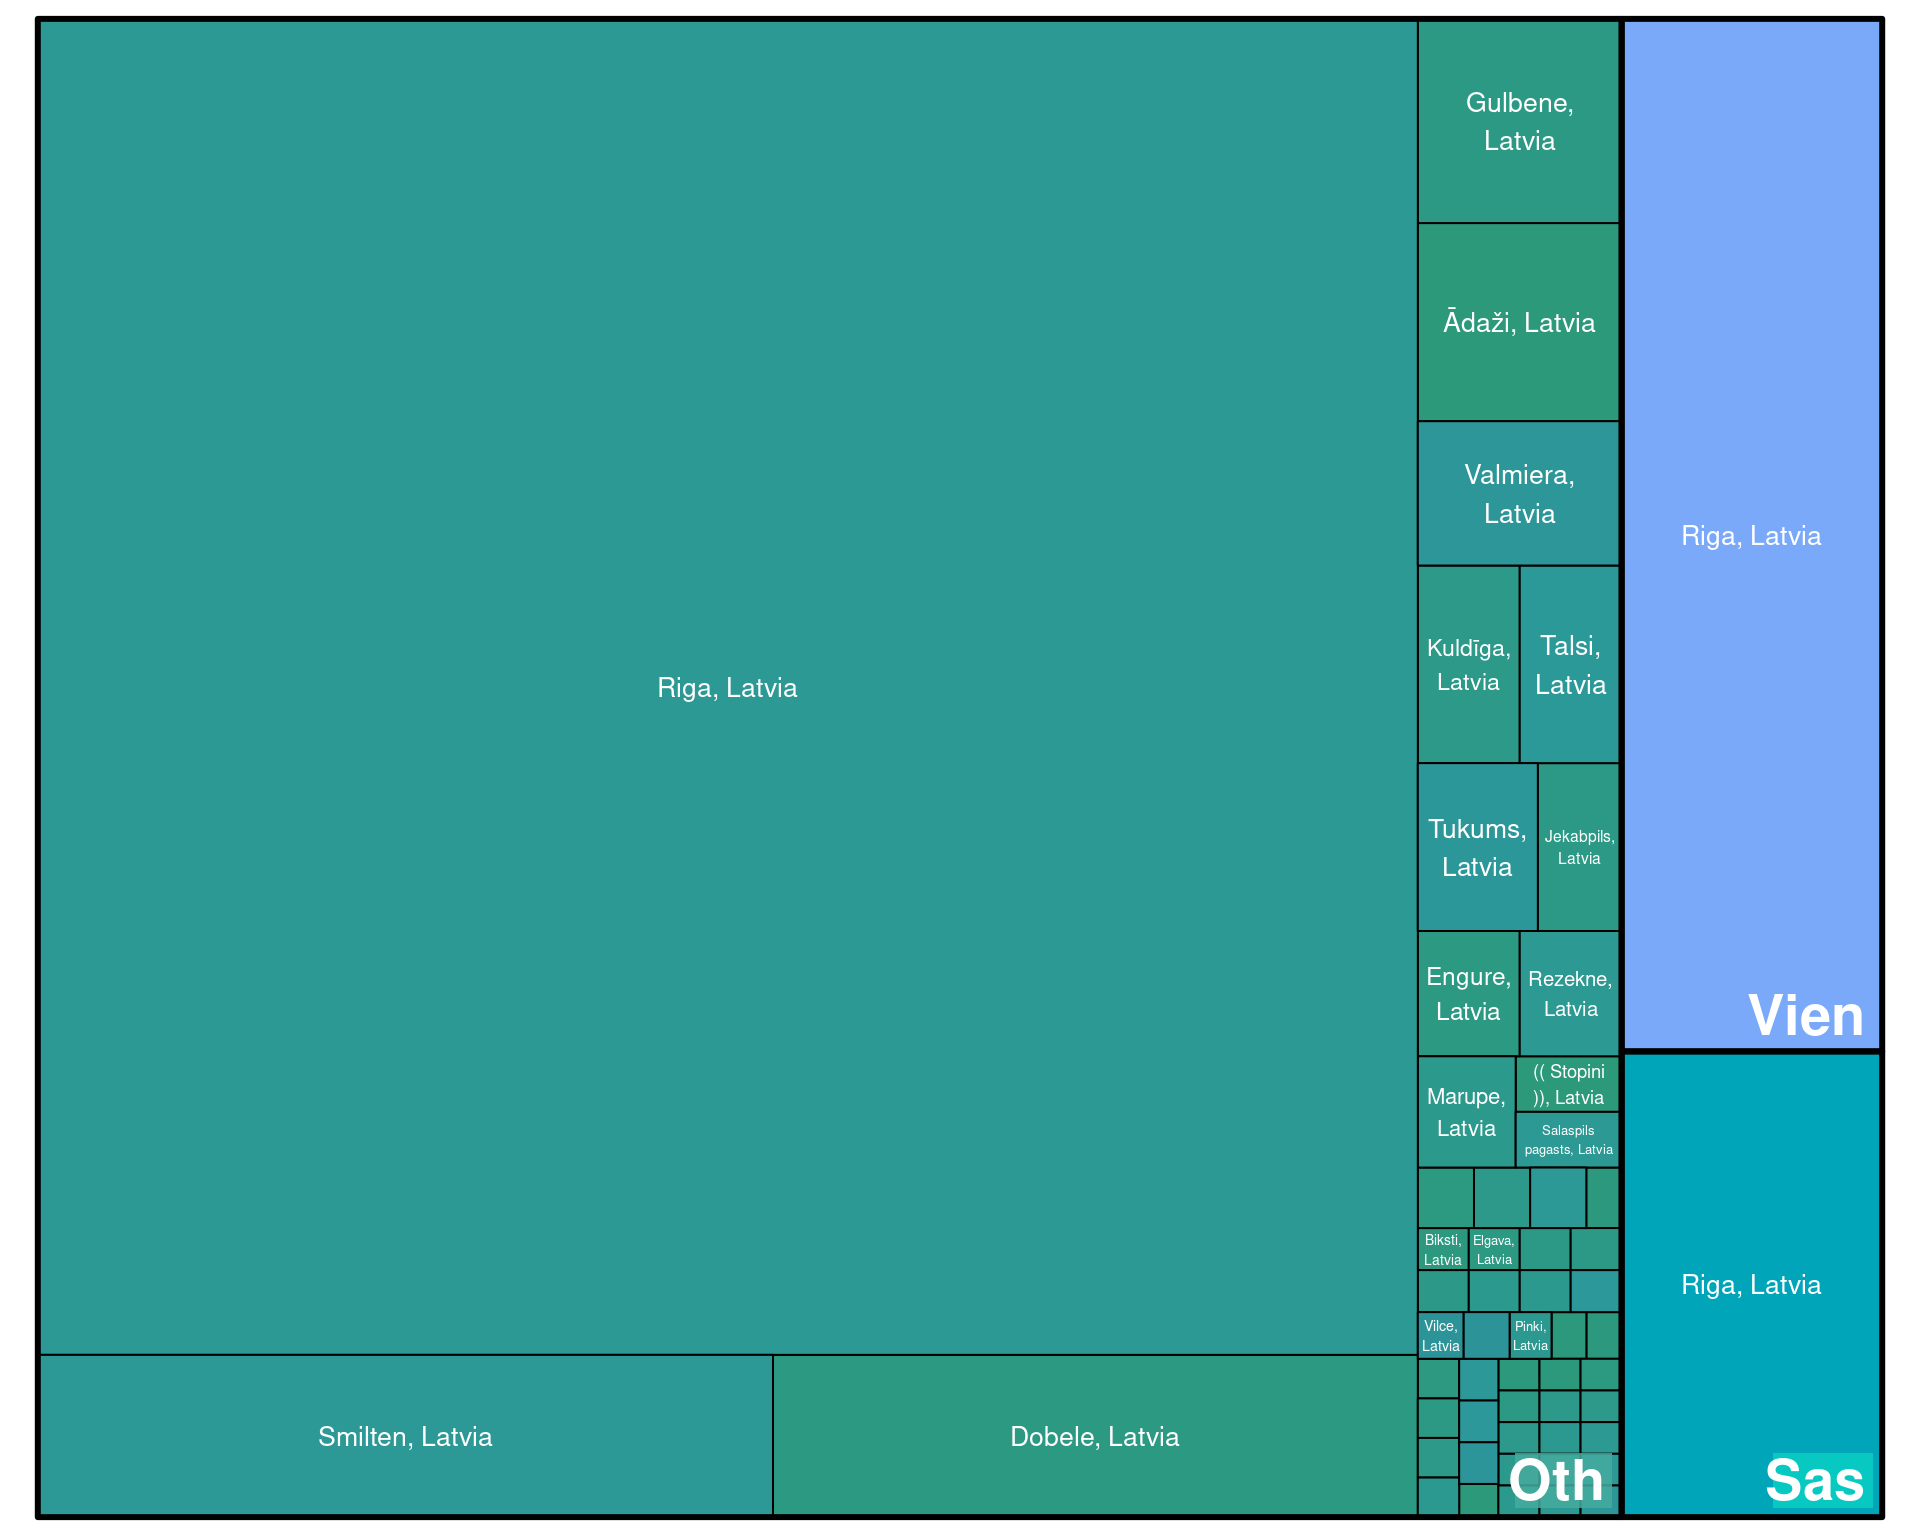 Gulbene,
Latvia
Ādaži, Latvia
Valmiera,
Latvia
Riga, Latvia
Kuldīga,
Latvia
Talsi,
Latvia
Riga, Latvia
Tukums,
Latvia
Jekabpils,
Latvia
Engure,
Latvia
Rezekne,
Latvia
Vien
Marupe,
Latvia
(( Stopini
)), Latvia
Salaspils
pagasts, Latvia
Biksti,
Latvia
Elgava,
Latvia
Riga, Latvia
Vilce,
Latvia
Pinki,
Latvia
Smilten, Latvia
Dobele, Latvia
Oth
Sas